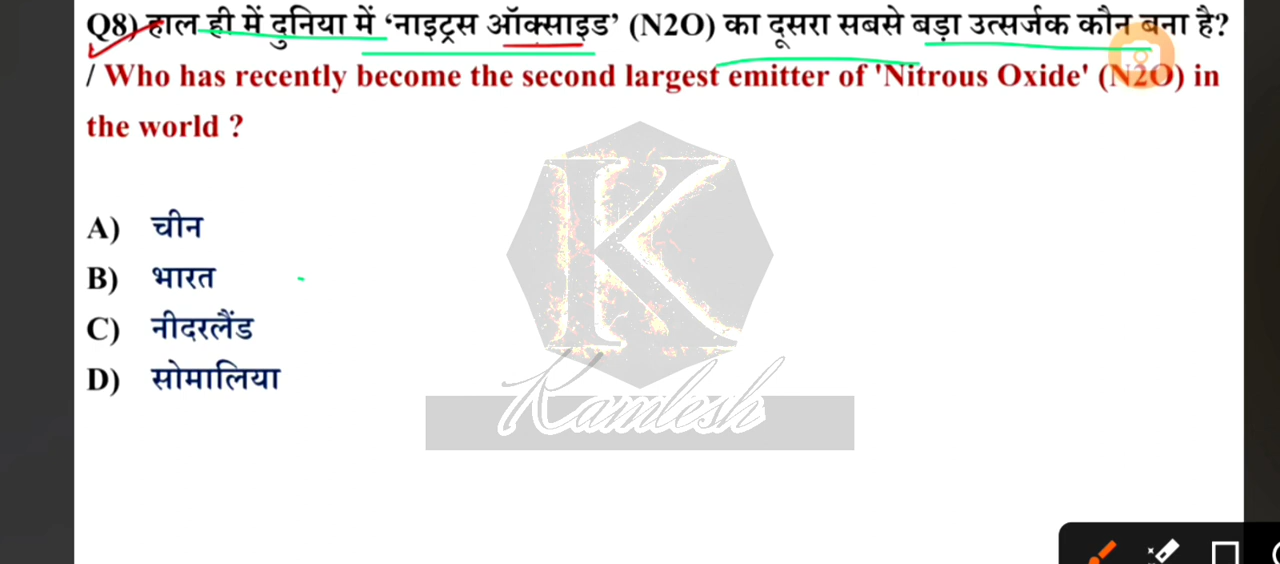 Q8) हाल ही में दुनिया में ‘नाइट्रस ऑक्साइड’ (N2O) का दूसरा सबसे बड़ा उत्सर्जक कौन बना है?
/ Who has recently become the second largest emitter of 'Nitrous Oxide' (N2O) in
the world ?
A) चीन
B) भारत
C) नीदरलैंड
D) सोमालिया
K
Kamlesh